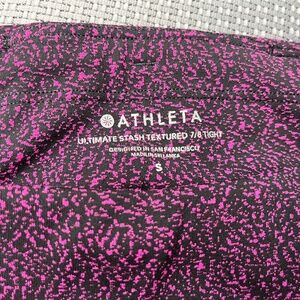 ATHLETA
ULTIMATE STASH TEXTURED 7/8 TIGHT
DESIGNED IN SAN FRANCISCO
MADE IN SRI LANKA
S